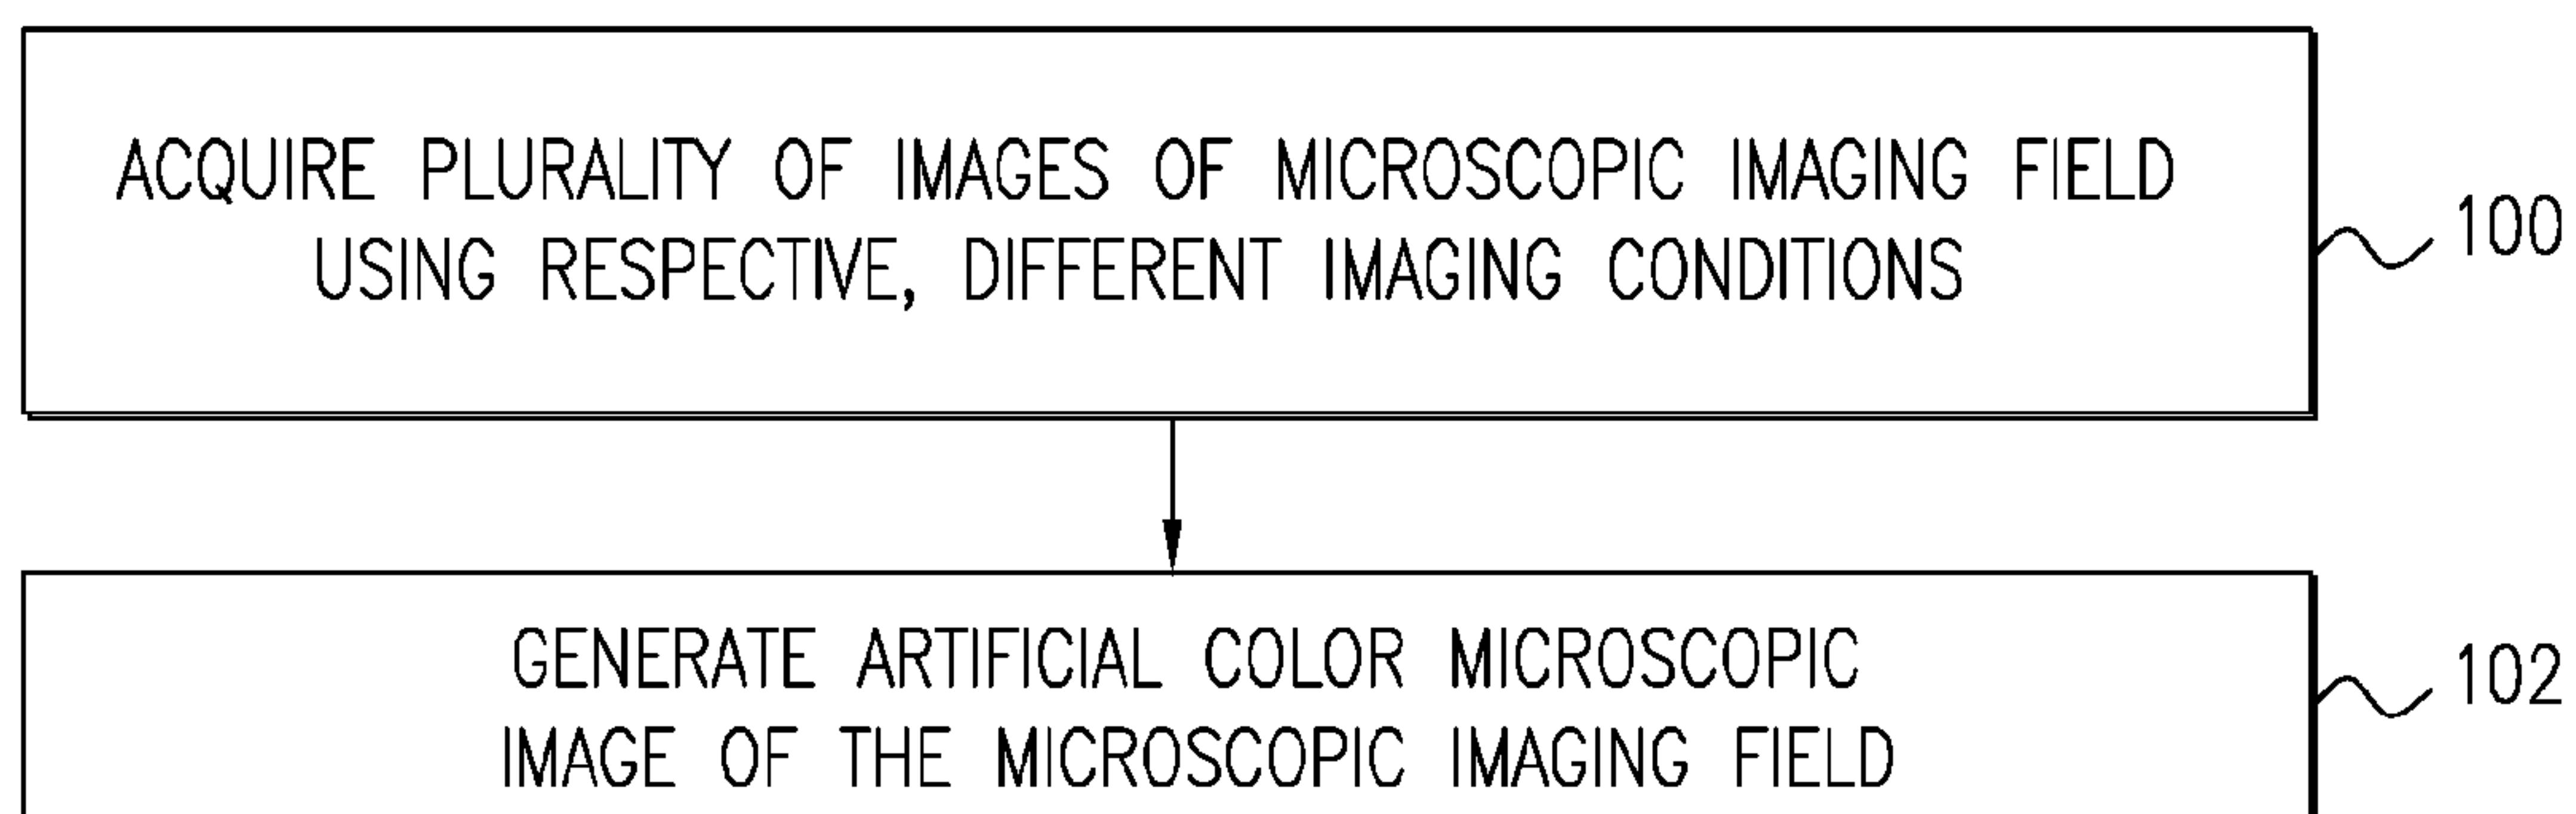 ACQUIRE PLURALITY OF IMAGES OF MICROSCOPIC IMAGING FIELD
USING RESPECTIVE, DIFFERENT IMAGING CONDITIONS
100
GENERATE ARTIFICIAL COLOR MICROSCOPIC
IMAGE OF THE MICROSCOPIC IMAGING FIELD
102